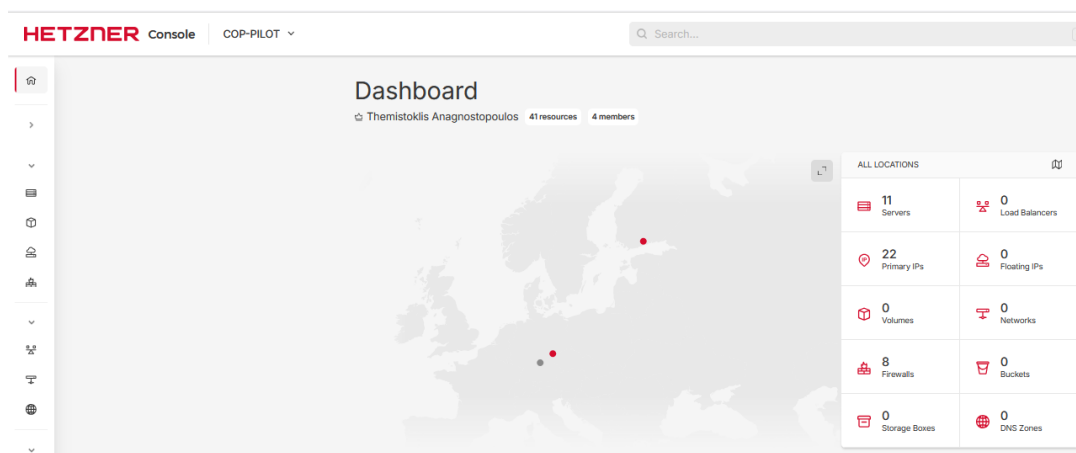 HETZNER Console COP-PILOT
Search...
Dashboard
Themistoklis Anagnostopoulos 41 resources 4 members
ALL LOCATIONS
11
Servers
0
Load Balancers
IP
22
Primary IPs
0
Floating IPs
0
Volumes
0
Networks
8
Firewalls
0
Buckets
0
Storage Boxes
0
DNS Zones